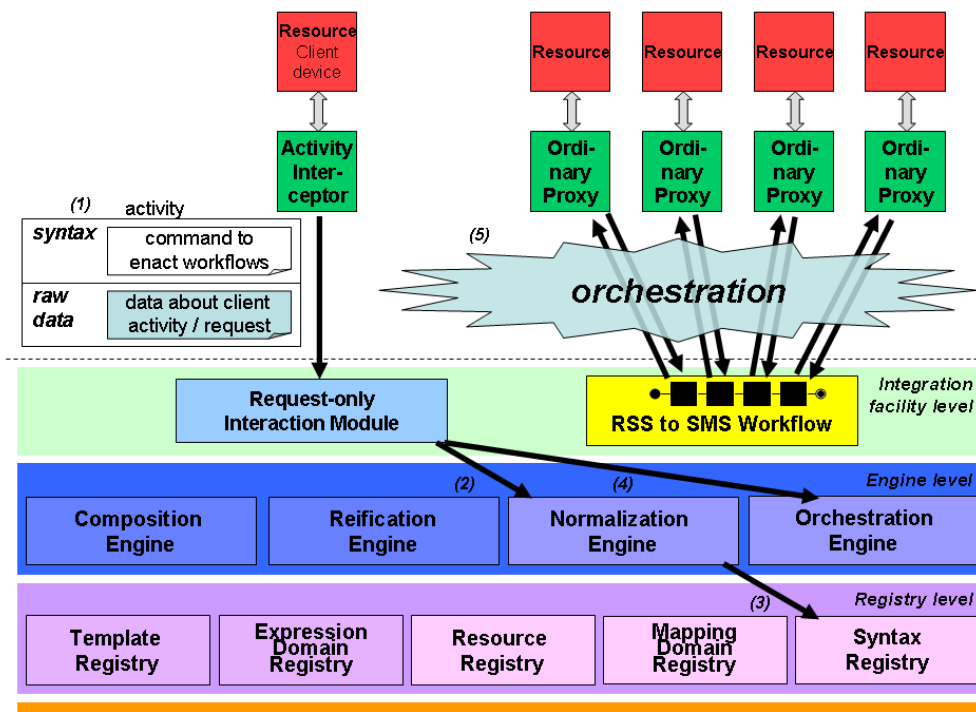 Resource
Client
device
Resource
Resource
Resource
Resource
Activity
Inter-
ceptor
Ordi-
nary
Proxy
Ordi-
nary
Proxy
Ordi-
nary
Proxy
Ordi-
nary
Proxy
(1)
activity
syntax
command to
enact workflows
raw
data
data about client
activity / request
(5)
orchestration
Request-only
Interaction Module
RSS to SMS Workflow
Integration
facility level
(2)
(4)
Engine level
Composition
Engine
Reification
Engine
Normalization
Engine
Orchestration
Engine
(3)
Registry level
Template
Registry
Expression
Domain
Registry
Resource
Registry
Mapping
Domain
Registry
Syntax
Registry